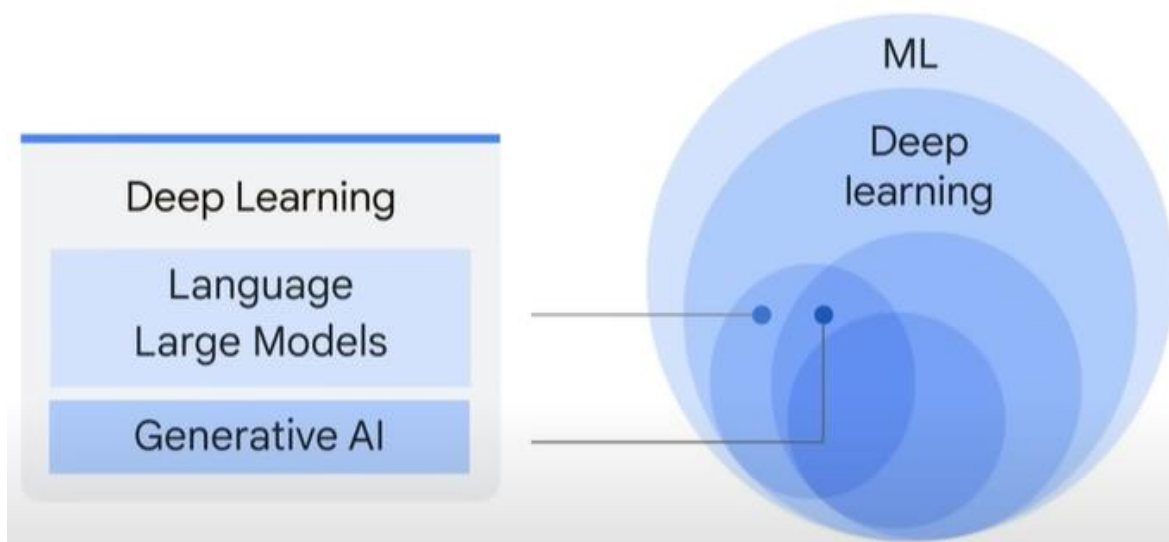 Deep Learning
Language
Large Models
Generative AI
ML
Deep
learning